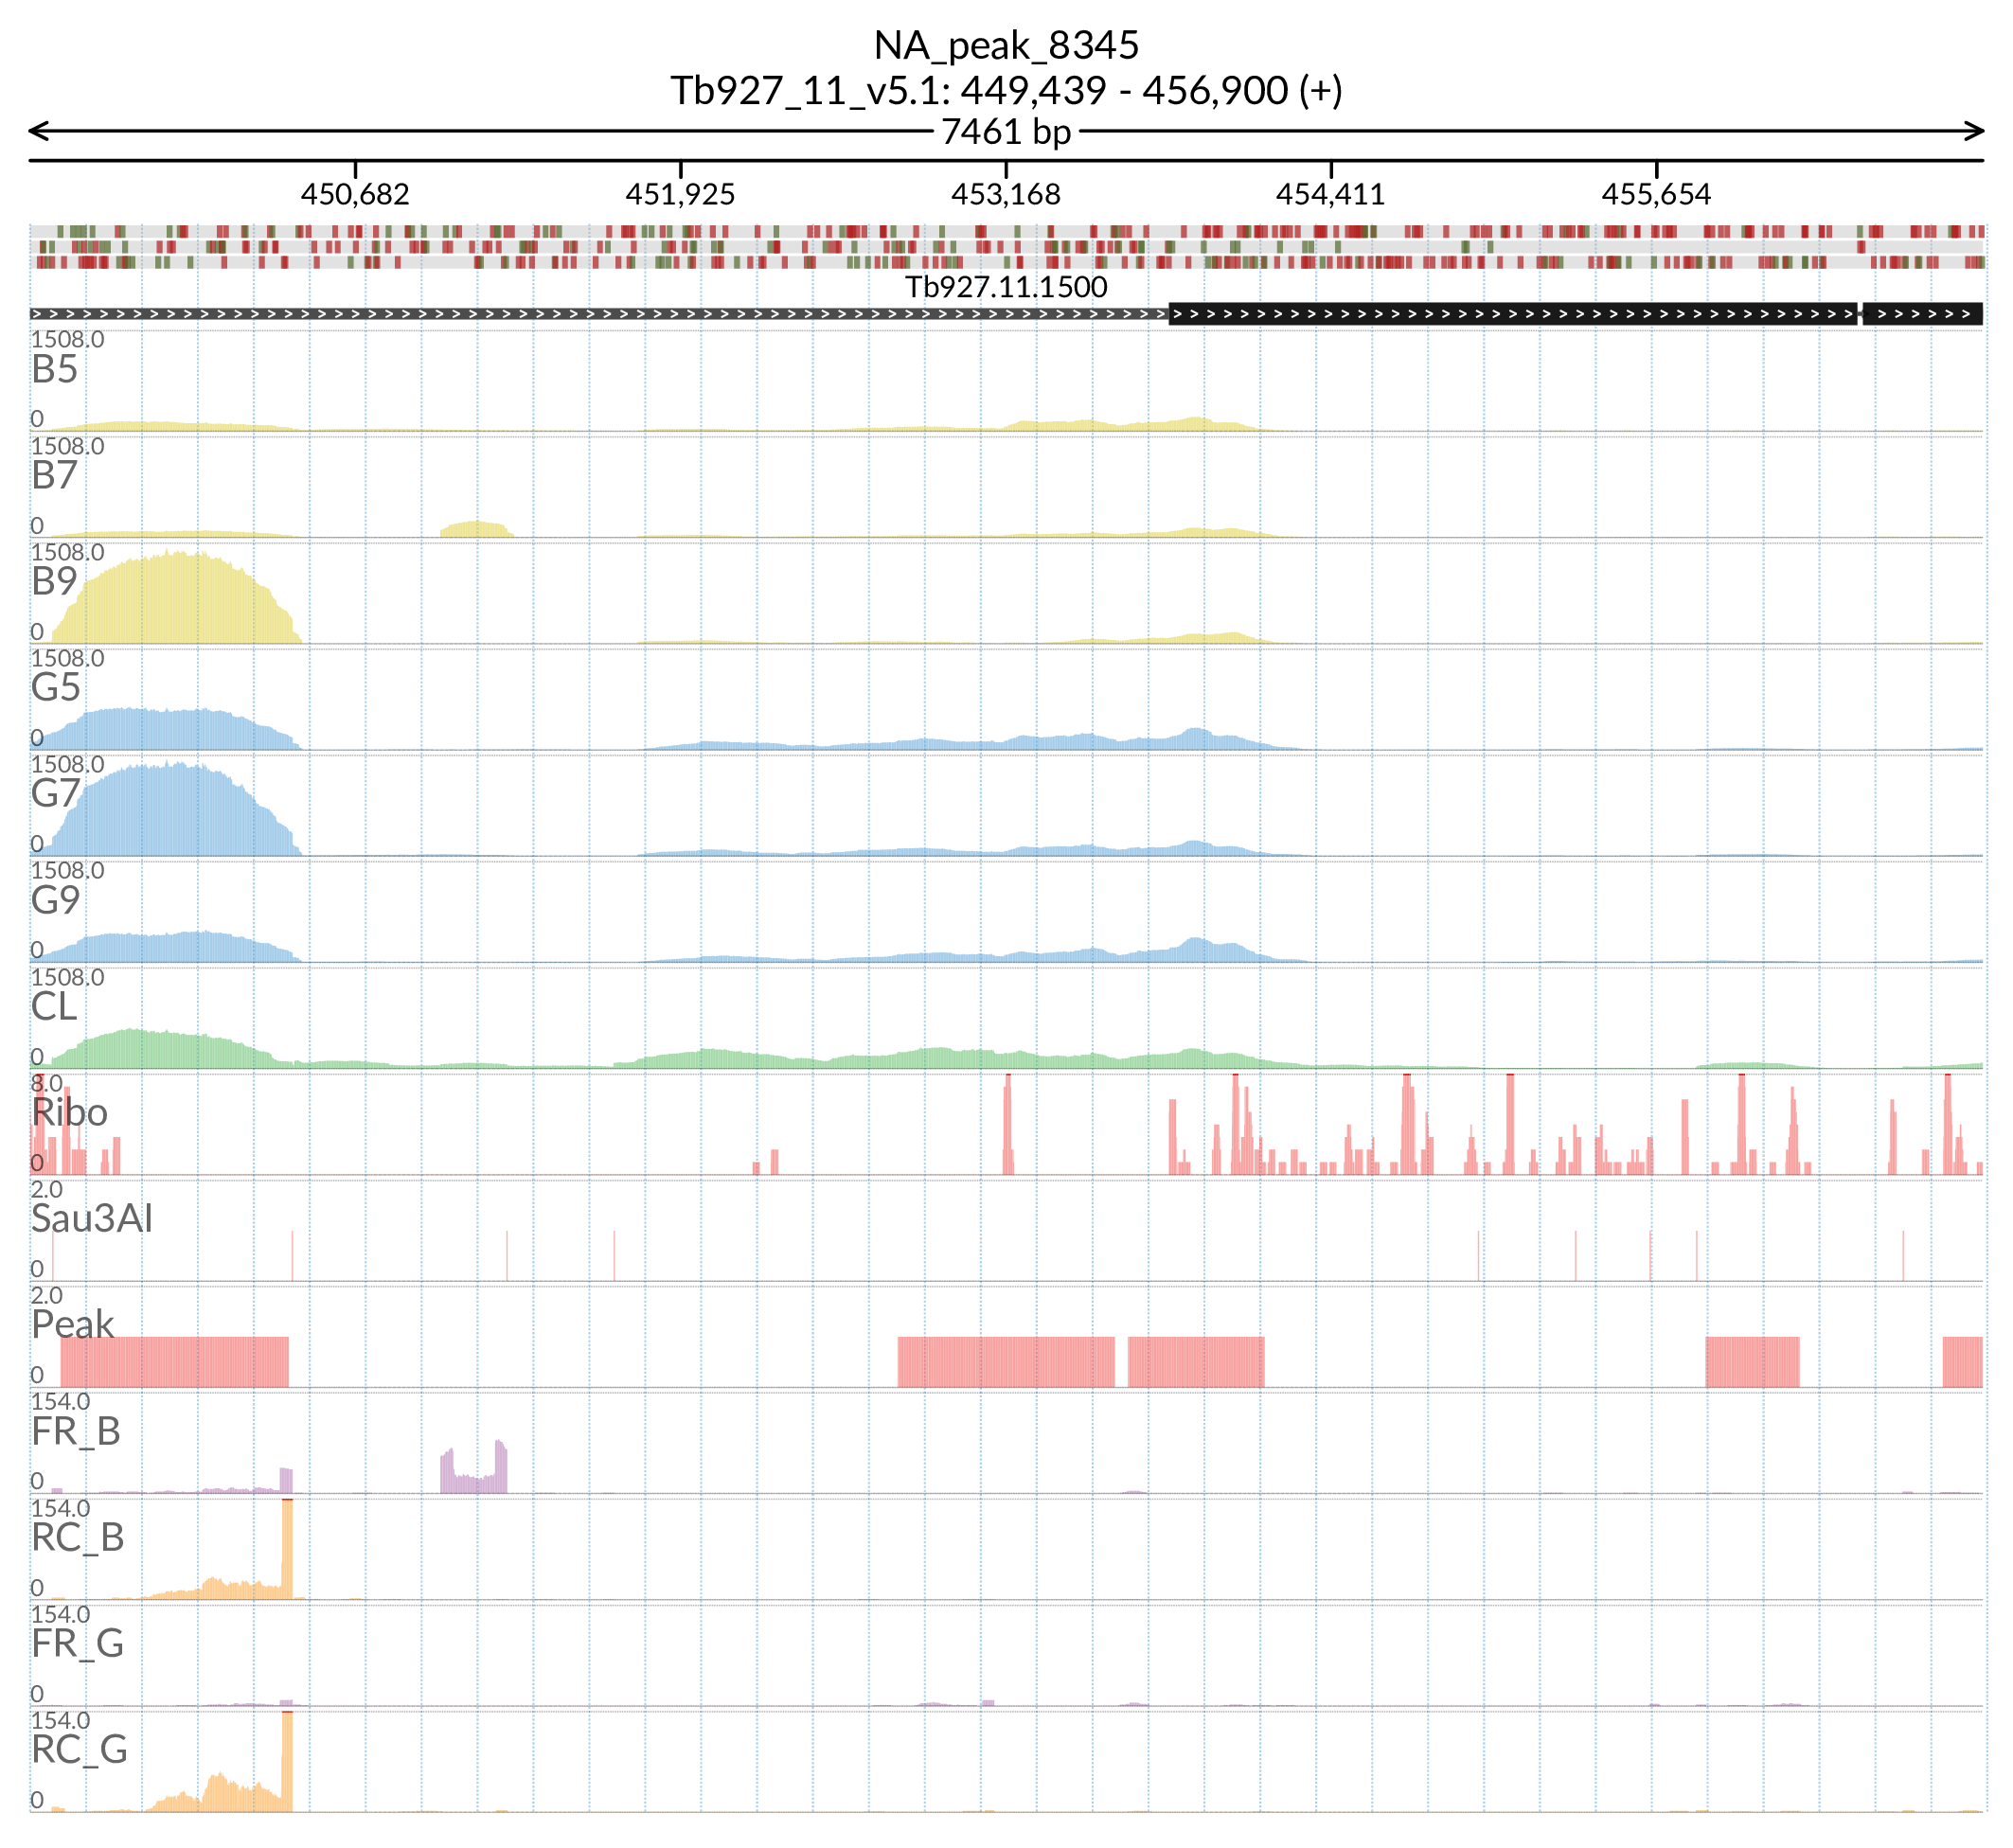 NA_peak_8345
Tb927_11_v5.1: 449,439 - 456,900 (+)
7461 bp
450,682 451,925 453,168 454,411 455,654
Tb927.11.1500
1508.0
B5
0
1508.0
B7
0
1508.0
B9
0
1508.0
G5
0
1508.0
G7
0
1508.0
G9
0
1508.0
CL
0
8.0
Ribo
0
2.0
Sau3AI
0
2.0
Peak
0
154.0
FR_B
0
154.0
RC_B
0
154.0
FR_G
0
154.0
RC_G
0